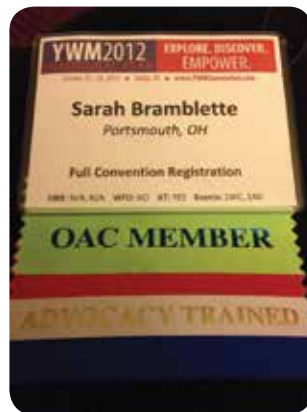 YWM2012
EXPLORE. DISCOVER.
EMPOWER.
Sarah Bramblette
Portsmouth, OH
Full Convention Registration
OAC MEMBER
ADVOCACY TRAINED